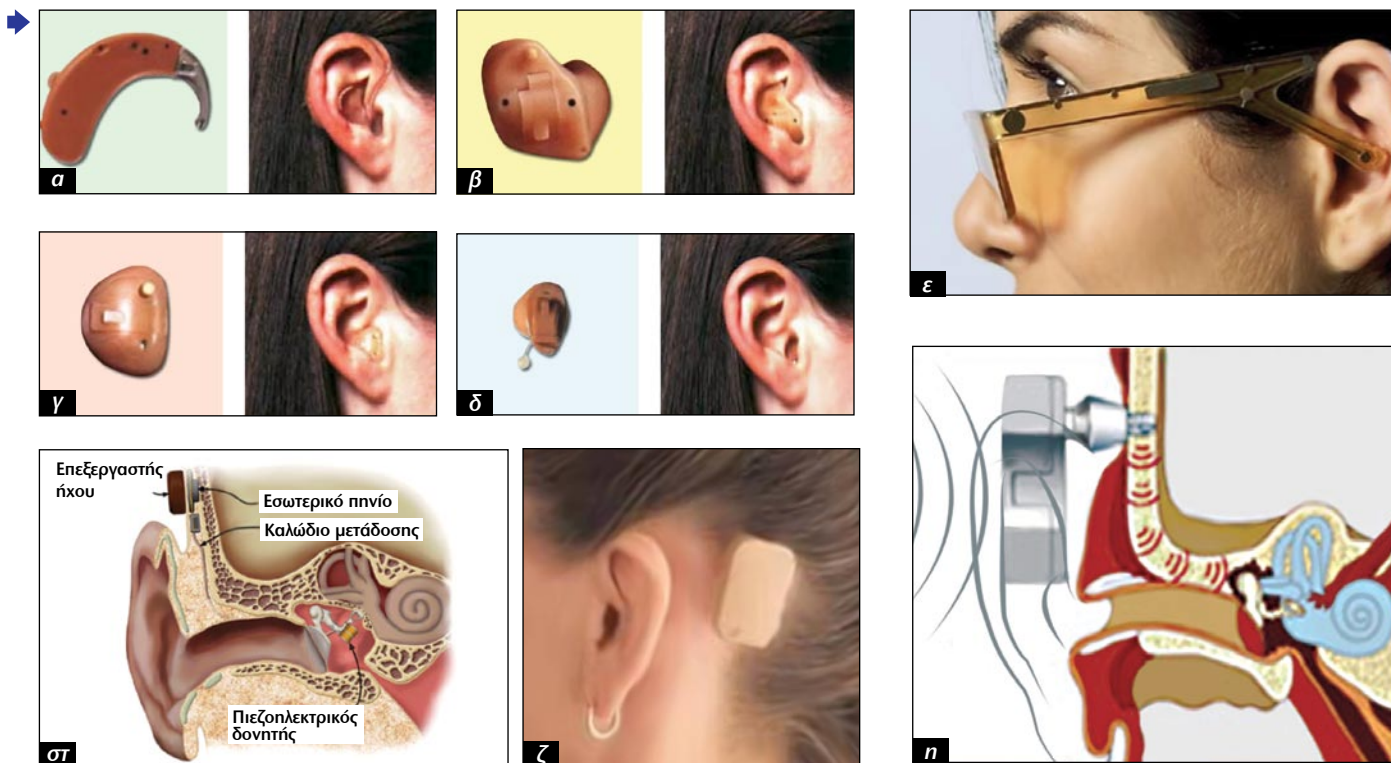 α
β
ε
γ
δ
Επεξεργαστής
ήχου
Εσωτερικό πηνίο
Καλώδιο μετάδοσης
Πιεζοηλεκτρικός
δονητής
στ
ζ
η